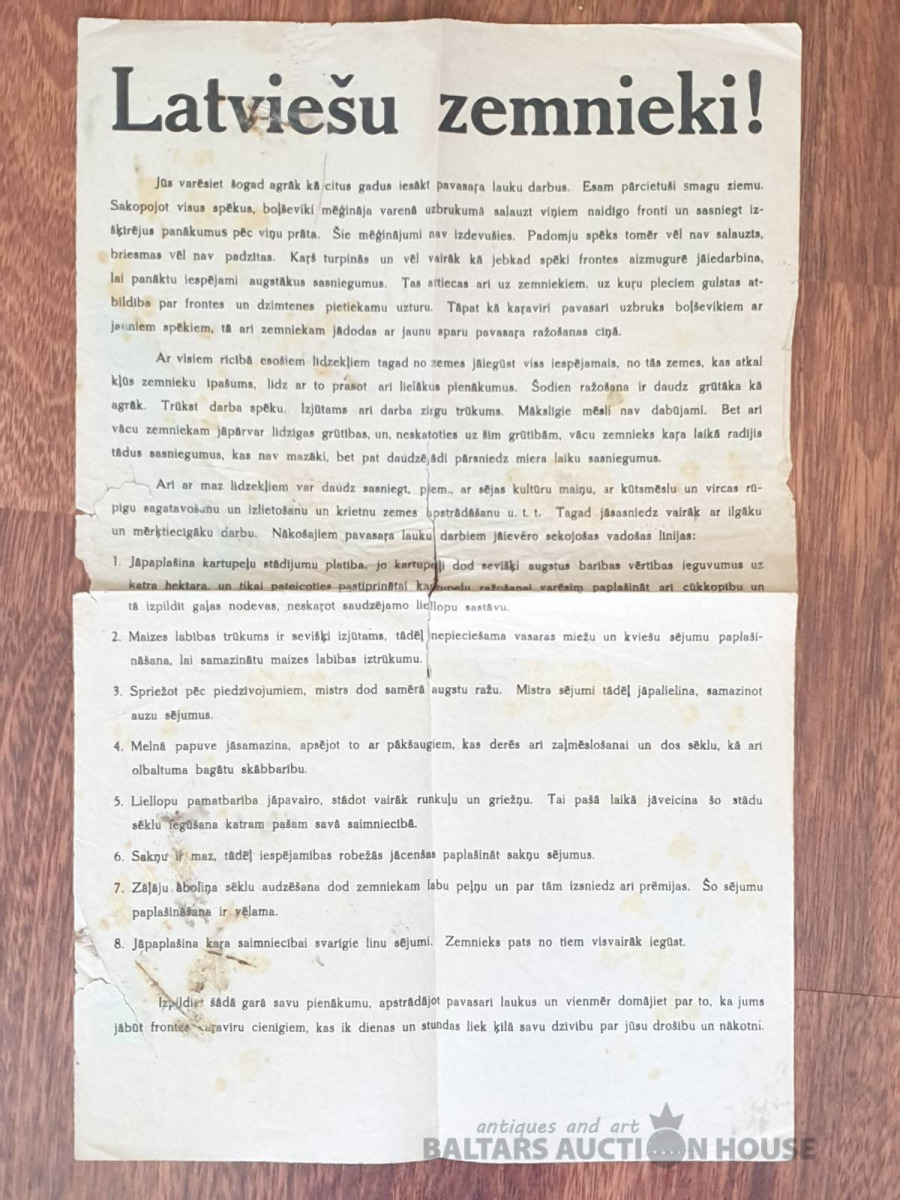 Latviešu zemnieki!
Jūs varēsiet šogad agrāk kā citus gadus iesākt pavasaŗa lauku darbus. Esam pārcietuši smagu ziemu.
Sakopojot visus spēkus, boļševiki mēģināja varenā uzbrukumā salauzt viņiem naidīgo fronti un sasniegt iz-
šķirējus panākumus pēc viņu prāta. Šie mēģinājumi nav izdevušies. Padomju spēks tomēr vēl nav salauzts,
briesmas vēl nav padzītas. Kaŗš turpinās un vēl vairāk kā jebkad spēki frontes aizmugurē jāiedarbina,
lai panāktu iespējami augstākus sasniegumus. Tas attiecas arī uz zemniekiem, uz kuŗu pleciem gulstas at-
bildība par frontes un dzimtenes pietiekamu uzturu. Tāpat kā kaŗavīri pavasarī uzbruks boļševikiem ar
jauniem spēkiem, tā arī zemniekam jādodas ar jaunu sparu pavasaŗa ražošanas cīņā.
Ar visiem rīcībā esošiem līdzekļiem tagad no zemes jāiegūst viss iespējamais, no tās zemes, kas atkal
kļūs zemnieku īpašums, līdz ar to prasot arī lielākus pienākumus. Šodien ražošana ir daudz grūtāka kā
agrāk. Trūkst darba spēku. Izjūtams arī darba zirgu trūkums. Mākslīgie mēsli nav dabūjami. Bet arī
vācu zemniekam jāpārvar līdzīgas grūtības, un, neskatoties uz šīm grūtībām, vācu zemnieks kaŗa laikā radījis
tādus sasniegumus, kas nav mazāki, bet pat daudzējādi pārsniedz miera laiku sasniegumus.
Arī ar maz līdzekļiem var daudz sasniegt, piem., ar sējas kultūru maiņu, ar kūtsmēslu un vircas rū-
pīgu sagatavošanu un izlietošanu un krietnu zemes apstrādāšanu u. t. t. Tagad jāsasniedz vairāk ar ilgāku
un mērķtiecīgāku darbu. Nākošajiem pavasaŗa lauku darbiem jāievēro sekojošas vadošas līnijas:
1. Jāpaplašina kartupeļu stādījumu platība, jo kartupeļi dod sevišķi augstus barības vērtības ieguvumus uz
katra hektara, un tikai pateicoties pastiprinātai kartupeļu ražošanai varēsim paplašināt arī cūkkopību un
tā izpildīt gaļas nodevas, neskaŗot saudzējamo liellopu sastāvu.
2. Maizes labības trūkums ir sevišķi izjūtams, tādēļ nepieciešama vasaras miežu un kviešu sējumu paplaši-
nāšana, lai samazinātu maizes labības iztrūkumu.
3. Spriežot pēc piedzīvojumiem, mistrs dod samērā augstu ražu. Mistra sējumi tādēļ jāpalielina, samazinot
auzu sējumus.
4. Melnā papuve jāsamazina, apsējot to ar pākšaugiem, kas derēs arī zaļmēslošanai un dos sēklu, kā arī
olbaltuma bagātu skābbarību.
5. Liellopu pamatbarība jāpavairo, stādot vairāk runkuļu un griežņu. Tai pašā laikā jāveicina šo stādu
sēklu iegūšana katram pašam savā saimniecībā.
6. Sakņu ir maz, tādēļ iespējamības robežās jācenšas paplašināt sakņu sējumus.
7. Zāļāju āboliņa sēklu audzēšana dod zemniekam labu peļņu un par tām izsniedz arī prēmijas. Šo sējumu
paplašināšana ir vēlama.
8. Jāpaplašina kaŗa saimniecībai svarīgie linu sējumi. Zemnieks pats no tiem visvairāk iegūst.
Izpildiet šādā garā savu pienākumu, apstrādājot pavasarī laukus un vienmēr domājiet par to, ka jums
jābūt frontes kaŗavīru cienīgiem, kas ik dienas un stundas liek ķīlā savu dzīvību par jūsu drošību un nākotni.
antiques and art
BALTARS AUCTION HOUSE